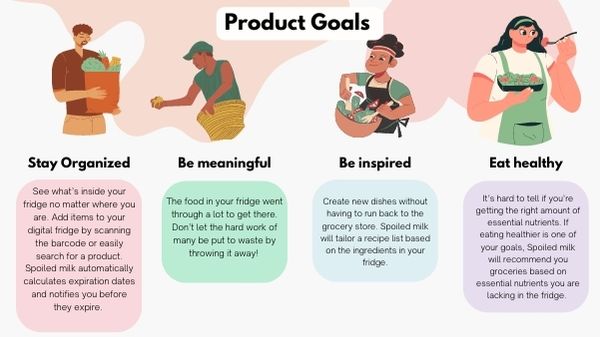 Product Goals
Stay Organized
See what's inside your
fridge no matter where you
are. Add items to your
digital fridge by scanning
the barcode or easily
search for a product.
Spoiled milk automatically
calculates expiration dates
and notifies you before
they expire.
Be meaningful
The food in your fridge went
through a lot to get there.
Don't let the hard work of
many be put to waste by
throwing it away!
Be inspired
Create new dishes without
having to run back to the
grocery store. Spoiled milk
will tailor a recipe list based
on the ingredients in your
fridge.
Eat healthy
It's hard to tell if you're
getting the right amount of
essential nutrients. If
eating healthier is one of
your goals, Spoiled milk
will recommend you
groceries based on
essential nutrients you are
lacking in the fridge.